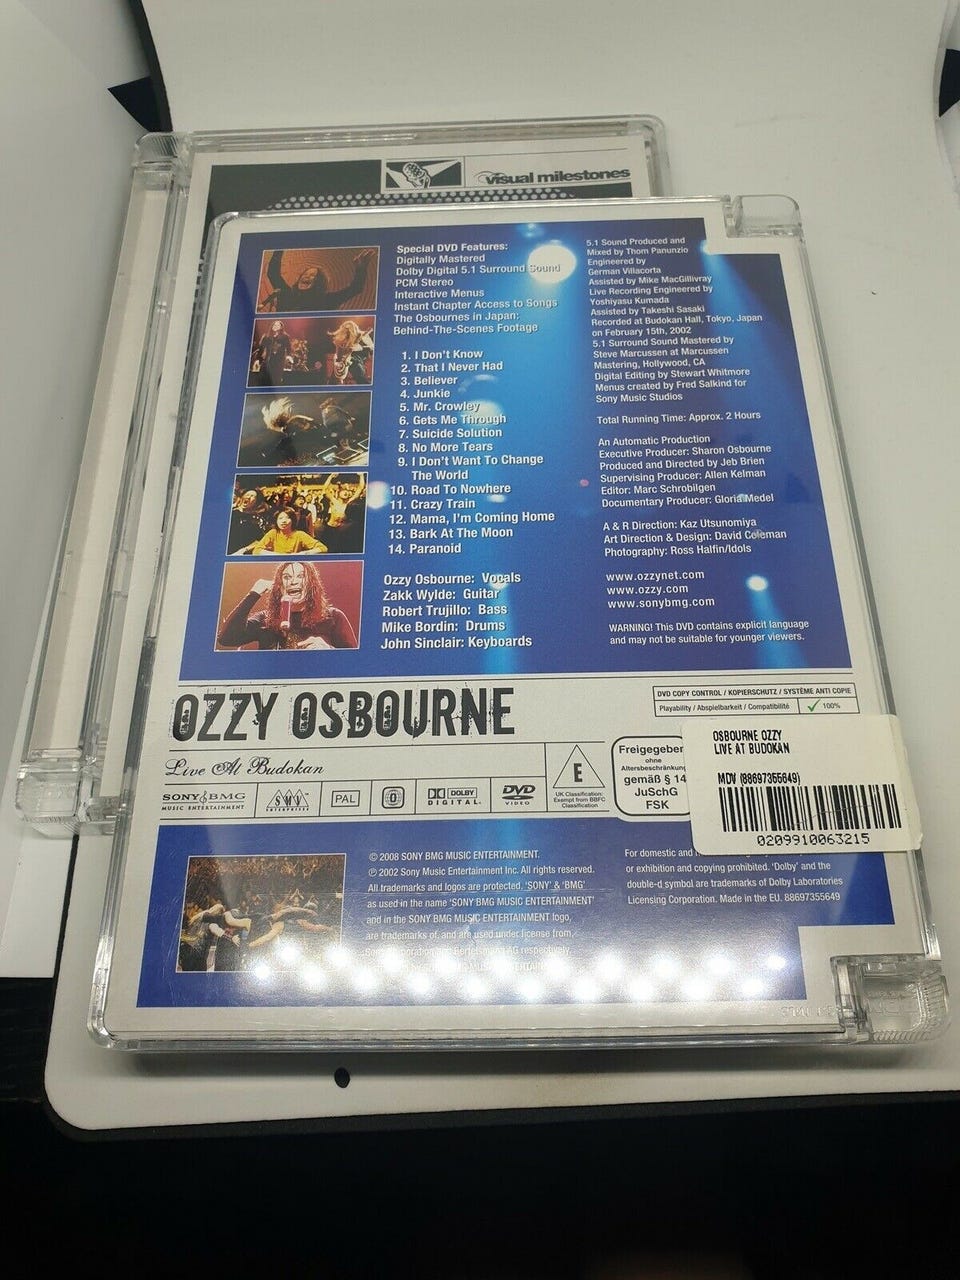 visual milestones
Special DVD Features:
Digitally Mastered
Dolby Digital 5.1 Surround Sound
PCM Stereo
Interactive Menus
Instant Chapter Access to Songs
The Osbournes in Japan:
Behind-The-Scenes Footage
1. I Don't Know
2. That I Never Had
3. Believer
4. Junkie
5. Mr. Crowley
6. Gets Me Through
7. Suicide Solution
8. No More Tears
9. I Don't Want To Change
The World
10. Road To Nowhere
11. Crazy Train
12. Mama, I'm Coming Home
13. Bark At The Moon
14. Paranoid
Ozzy Osbourne: Vocals
Zakk Wylde: Guitar
Robert Trujillo: Bass
Mike Bordin: Drums
John Sinclair: Keyboards
5.1 Sound Produced and
Mixed by Thom Panunzio
Engineered by
German Villacorta
Assisted by Mike MacGillivray
Live Recording Engineered by
Yoshiyasu Kumada
Assisted by Takeshi Sasaki
Recorded at Budokan Hall, Tokyo, Japan
on February 15th, 2002
5.1 Surround Sound Mastered by
Steve Marcussen at Marcussen
Mastering, Hollywood, CA
Digital Editing by Stewart Whitmore
Menus created by Fred Salkind for
Sony Music Studios
Total Running Time: Approx. 2 Hours
An Automatic Production
Executive Producer: Sharon Osbourne
Produced and Directed by Jeb Brien
Supervising Producer: Allen Kelman
Editor: Marc Schrobilgen
Documentary Producer: Gloria Medel
A & R Direction: Kaz Utsunomiya
Art Direction & Design: David Coleman
Photography: Ross Halfin/Idols
www.ozzynet.com
www.ozzy.com
www.sonybmg.com
WARNING! This DVD contains explicit language
and may not be suitable for younger viewers.
OZZY OSBOURNE
Live At Budokan
DVD COPY CONTROL / KOPIERSCHUTZ / SYSTÈME ANTI COPIE
Playability / Abspielbarkeit / Compatibilité 100%
SONY BMG
MUSIC ENTERTAINMENT
SMV
ENTERPRISES
PAL
0
DOLBY
DIGITAL
DVD
VIDEO
E
UK Classification:
Exempt from BBFC
Classification
Freigegeben
ohne
Altersbeschränkung
gemäß § 14
JuSchG
FSK
OSBOURNE OZZY
LIVE AT BUDOKAN
MDV (88697355649)
0209910063215
© 2008 SONY BMG MUSIC ENTERTAINMENT.
℗ 2002 Sony Music Entertainment Inc. All rights reserved.
All trademarks and logos are protected. 'SONY' & 'BMG'
as used in the name 'SONY BMG MUSIC ENTERTAINMENT'
and in the SONY BMG MUSIC ENTERTAINMENT logo,
are trademarks of, and are used under license from,
Sony Corporation and Bertelsmann AG respectively.
BMG MUSIC ENTERTAINMENT
For domestic and
or exhibition and copying prohibited. 'Dolby' and the
double-d symbol are trademarks of Dolby Laboratories
Licensing Corporation. Made in the EU. 88697355649